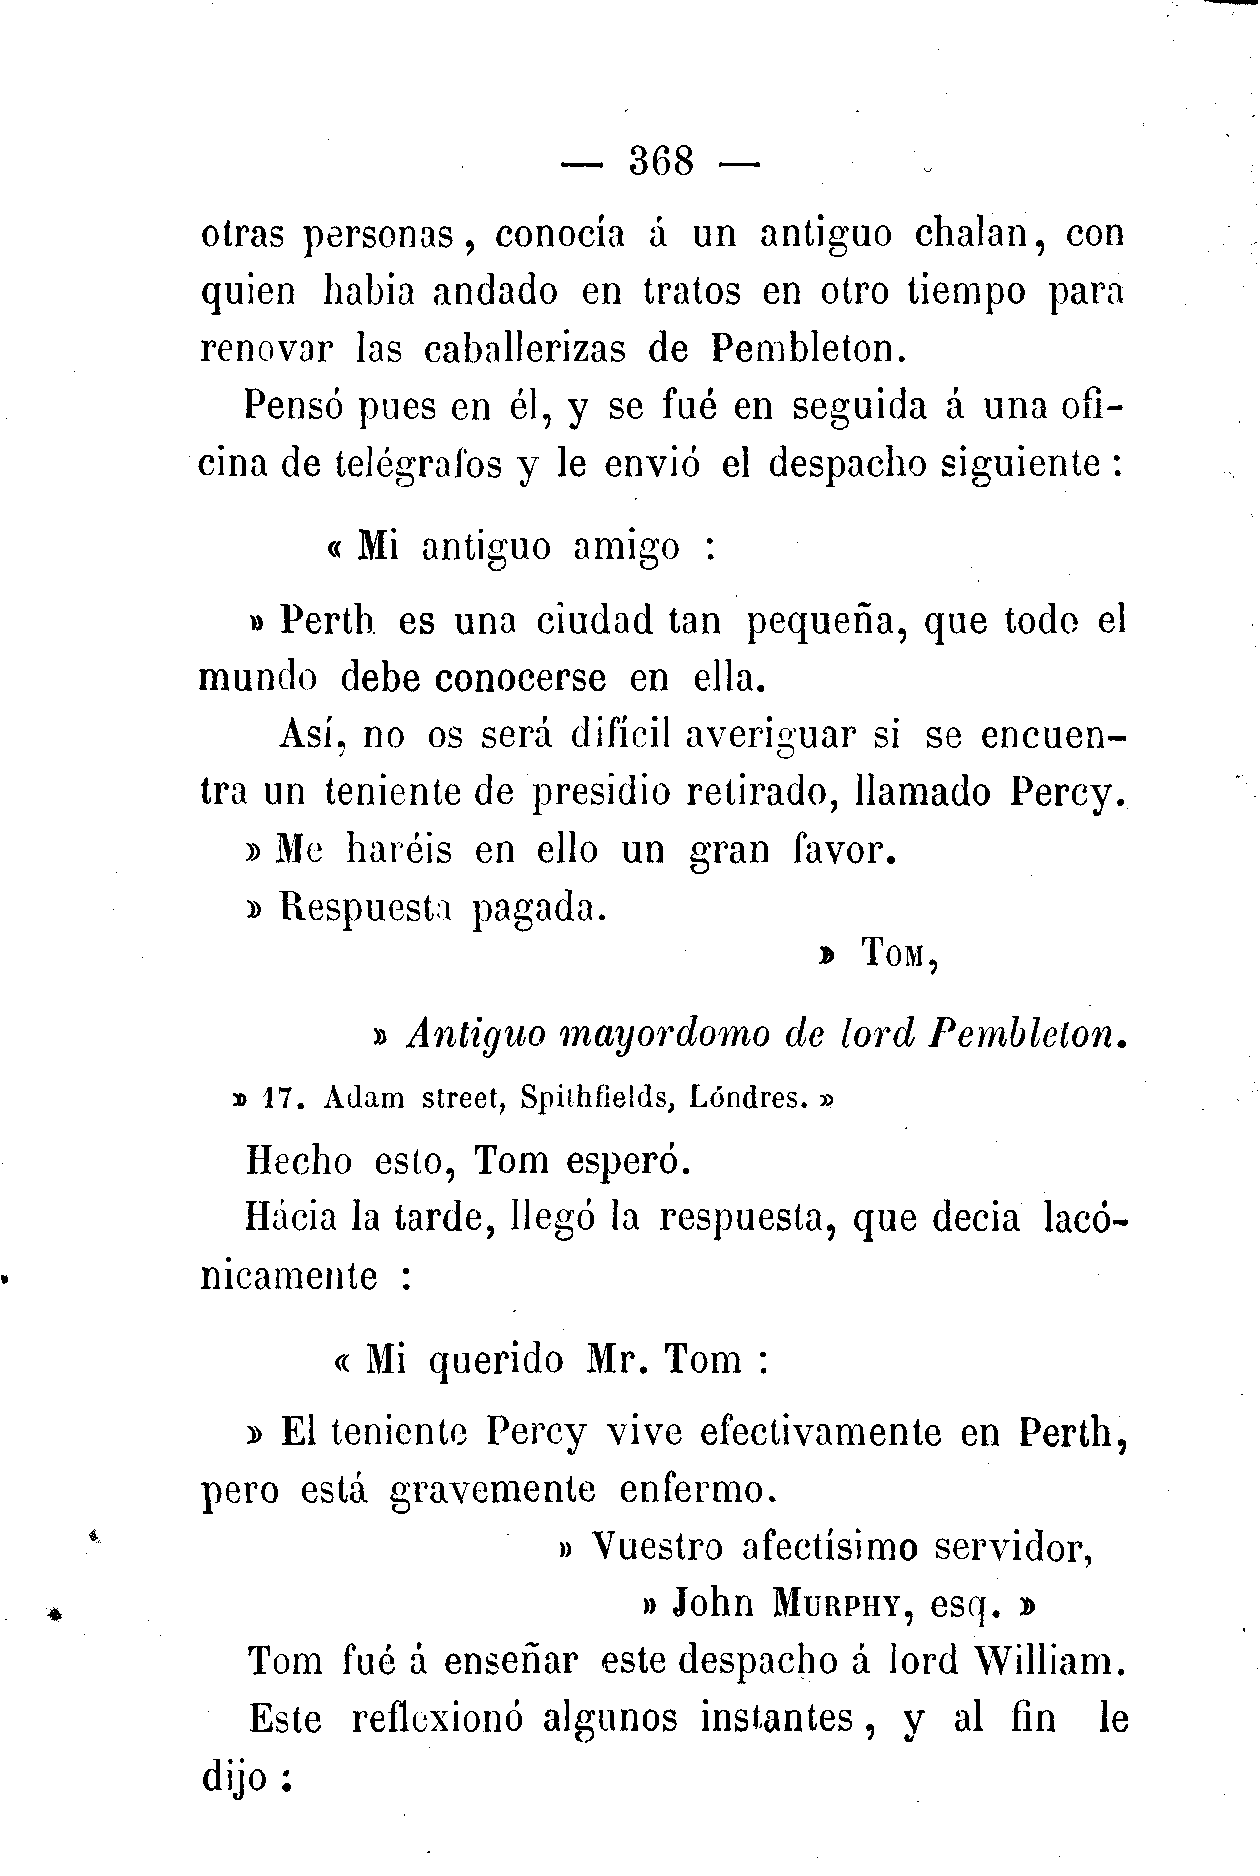 — 368 —
otras personas, conocía á un antiguo chalan, con
quien habia andado en tratos en otro tiempo para
renovar las caballerizas de Pembleton.
Pensó pues en él, y se fué en seguida á una ofi-
cina de telégrafos y le envió el despacho siguiente :
« Mi antiguo amigo :
» Perth es una ciudad tan pequeña, que todo el
mundo debe conocerse en ella.
Así, no os será difícil averiguar si se encuen-
tra un teniente de presidio retirado, llamado Percy.
» Me haréis en ello un gran favor.
» Respuesta pagada.
» TOM,
» Antiguo mayordomo de lord Pembleton.
» 17. Adam street, Spithfields, Lóndres. »
Hecho esto, Tom esperó.
Hácia la tarde, llegó la respuesta, que decia lacó-
nicamente :
« Mi querido Mr. Tom :
» El teniente Percy vive efectivamente en Perth,
pero está gravemente enfermo.
» Vuestro afectísimo servidor,
» John MURPHY, esq. »
Tom fué á enseñar este despacho á lord William.
Este reflexionó algunos instantes, y al fin le
dijo :